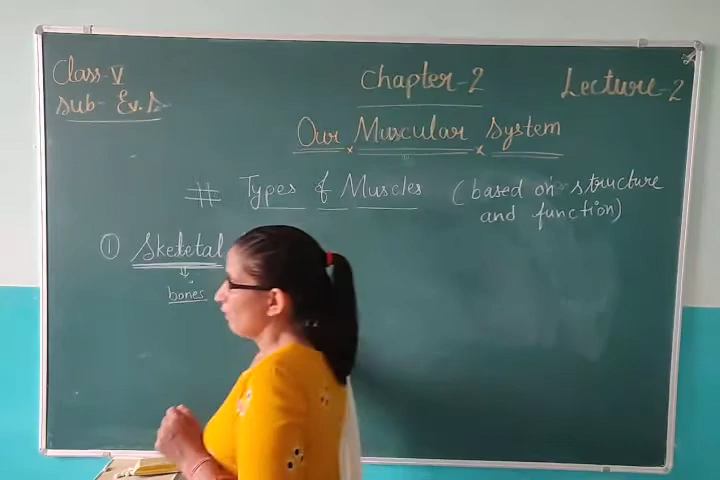 Class-V
Sub- Ev.S-
Chapter-2
Lecture-2
Our Muscular System
# Types of Muscles (based on structure
and function)
① Skeletal
bones